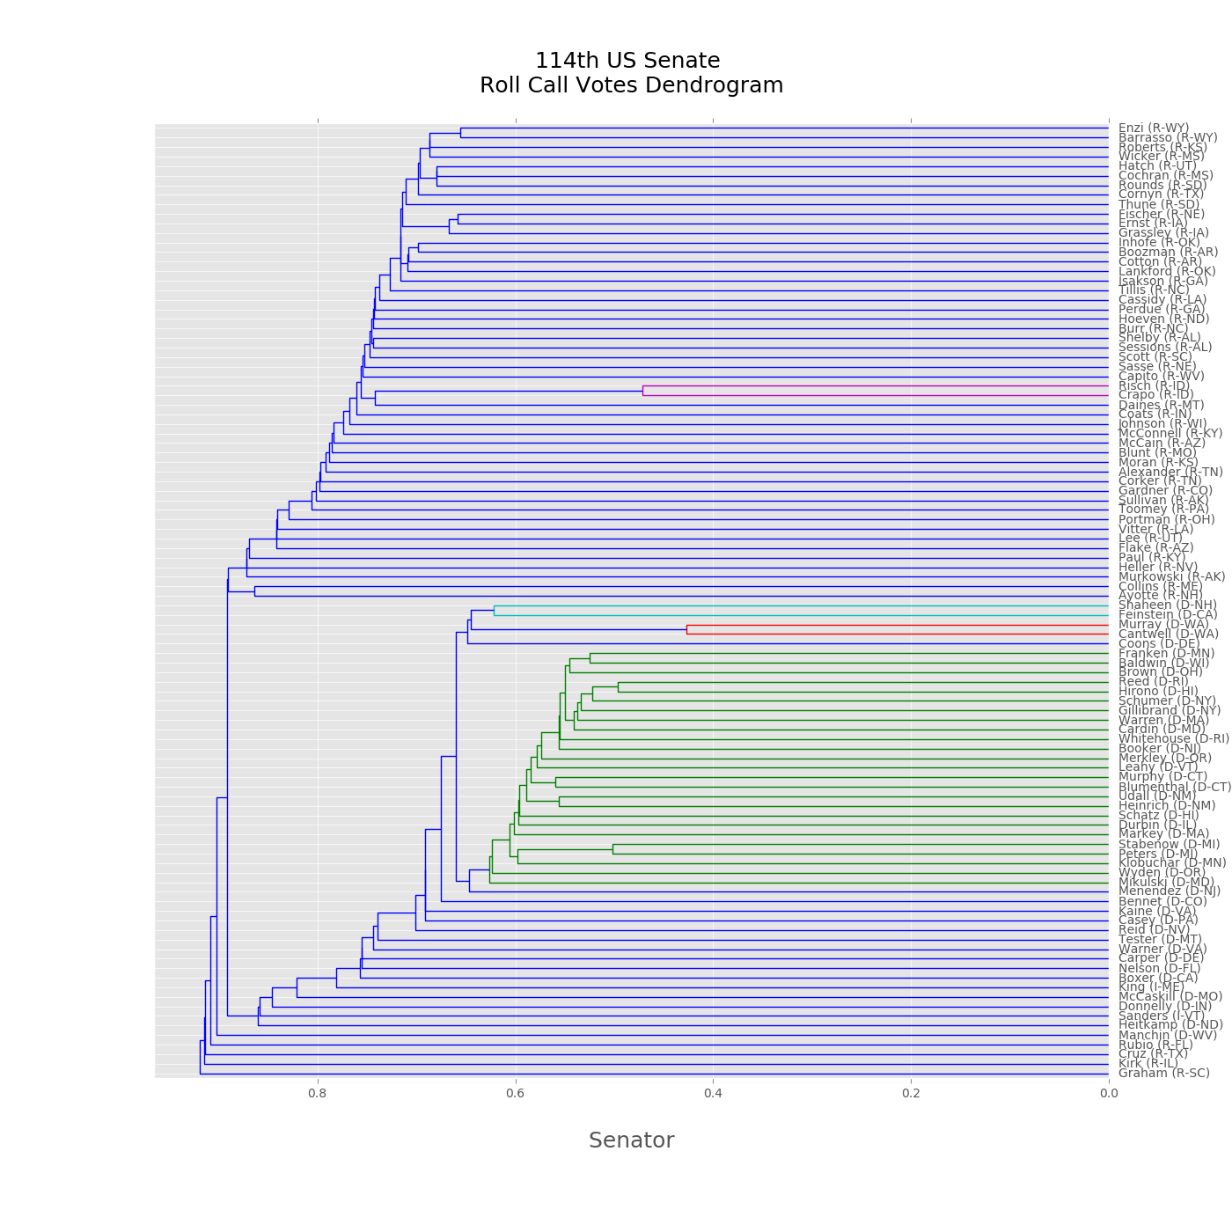 114th US Senate
Roll Call Votes Dendrogram
Enzi (R-WY)
Barrasso (R-WY)
Roberts (R-KS)
Wicker (R-MS)
Hatch (R-UT)
Cochran (R-MS)
Rounds (R-SD)
Cornyn (R-TX)
Thune (R-SD)
Fischer (R-NE)
Ernst (R-IA)
Grassley (R-IA)
Inhofe (R-OK)
Boozman (R-AR)
Cotton (R-AR)
Lankford (R-OK)
Isakson (R-GA)
Tillis (R-NC)
Cassidy (R-LA)
Perdue (R-GA)
Hoeven (R-ND)
Burr (R-NC)
Shelby (R-AL)
Sessions (R-AL)
Scott (R-SC)
Sasse (R-NE)
Capito (R-WV)
Risch (R-ID)
Crapo (R-ID)
Daines (R-MT)
Coats (R-IN)
Johnson (R-WI)
McConnell (R-KY)
McCain (R-AZ)
Blunt (R-MO)
Moran (R-KS)
Alexander (R-TN)
Corker (R-TN)
Gardner (R-CO)
Sullivan (R-AK)
Toomey (R-PA)
Portman (R-OH)
Vitter (R-LA)
Lee (R-UT)
Flake (R-AZ)
Paul (R-KY)
Heller (R-NV)
Murkowski (R-AK)
Collins (R-ME)
Ayotte (R-NH)
Shaheen (D-NH)
Feinstein (D-CA)
Murray (D-WA)
Cantwell (D-WA)
Coons (D-DE)
Franken (D-MN)
Baldwin (D-WI)
Brown (D-OH)
Reed (D-RI)
Hirono (D-HI)
Schumer (D-NY)
Gillibrand (D-NY)
Warren (D-MA)
Cardin (D-MD)
Whitehouse (D-RI)
Booker (D-NJ)
Merkley (D-OR)
Leahy (D-VT)
Murphy (D-CT)
Blumenthal (D-CT)
Udall (D-NM)
Heinrich (D-NM)
Schatz (D-HI)
Durbin (D-IL)
Markey (D-MA)
Stabenow (D-MI)
Peters (D-MI)
Klobuchar (D-MN)
Wyden (D-OR)
Mikulski (D-MD)
Menendez (D-NJ)
Bennet (D-CO)
Kaine (D-VA)
Casey (D-PA)
Reid (D-NV)
Tester (D-MT)
Warner (D-VA)
Carper (D-DE)
Nelson (D-FL)
Boxer (D-CA)
King (I-ME)
McCaskill (D-MO)
Donnelly (D-IN)
Sanders (I-VT)
Heitkamp (D-ND)
Manchin (D-WV)
Rubio (R-FL)
Cruz (R-TX)
Kirk (R-IL)
Graham (R-SC)
0.8 0.6 0.4 0.2 0.0
Senator